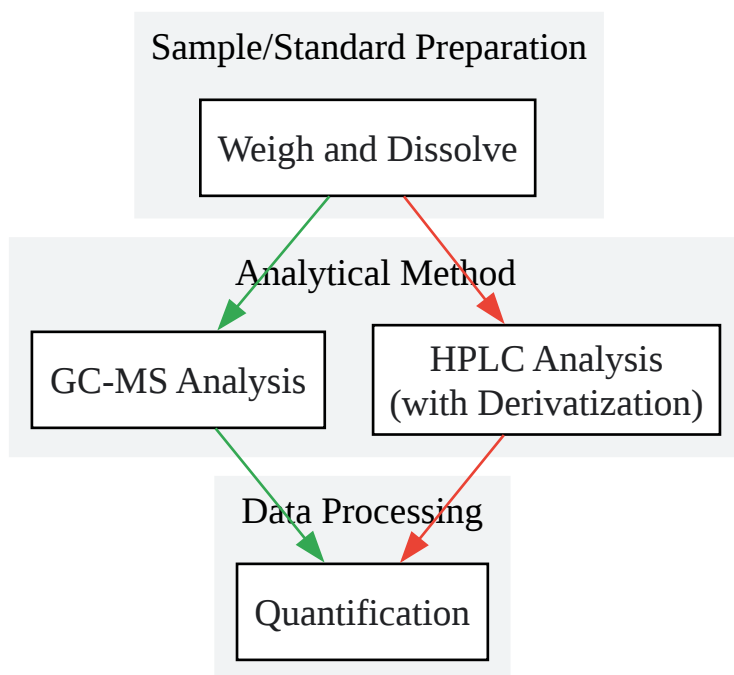 Sample/Standard Preparation
Weigh and Dissolve
Analytical Method
GC-MS Analysis
HPLC Analysis
(with Derivatization)
Data Processing
Quantification